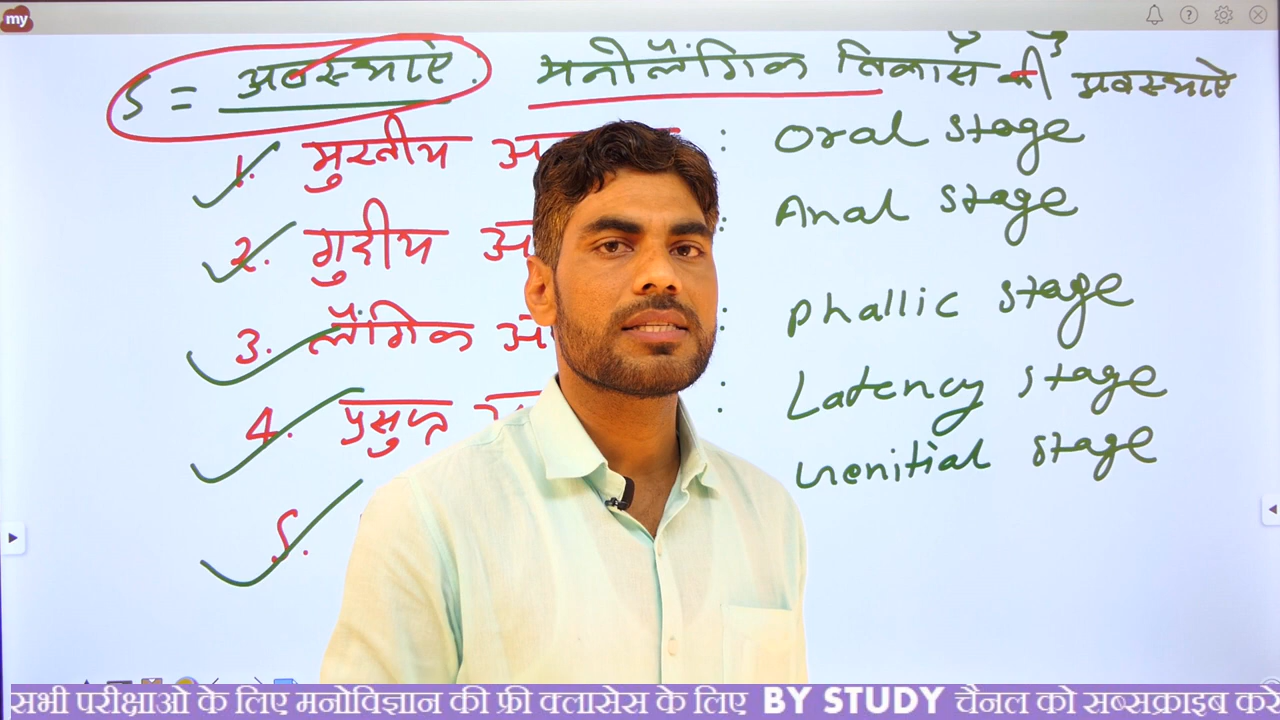 my
5 = अवस्थाऐं. मनोलैंगिक विकास की अवस्थाऐं
1. मुखीय : Oral stage
2. गुदीय : Anal stage
3. लैंगिक : phallic stage
4. प्रसुप्त : Latency stage
5. Genitial stage
सभी परीक्षाओ के लिए मनोविज्ञान की फ्री क्लासेस के लिए BY STUDY चैनल को सब्सक्राइब करे